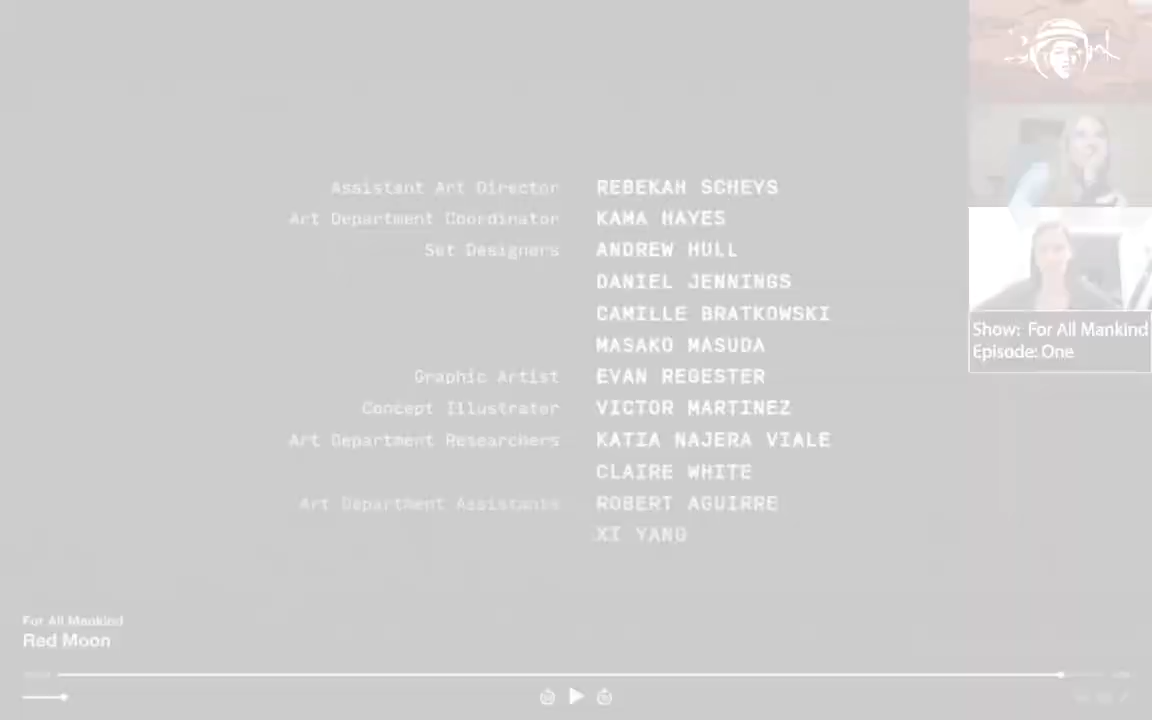 Assistant Art Director REBEKAH SCHEYS
Art Department Coordinator KAMA HAYES
Set Designers ANDREW HULL
DANIEL JENNINGS
CAMILLE BRATKOWSKI
MASAKO MASUDA
Graphic Artist EVAN REGESTER
Concept Illustrator VICTOR MARTINEZ
Art Department Researchers KATIA NAJERA VIALE
CLAIRE WHITE
Art Department Assistants ROBERT AGUIRRE
XI YANG
Show: For All Mankind
Episode: One
For All Mankind
Red Moon